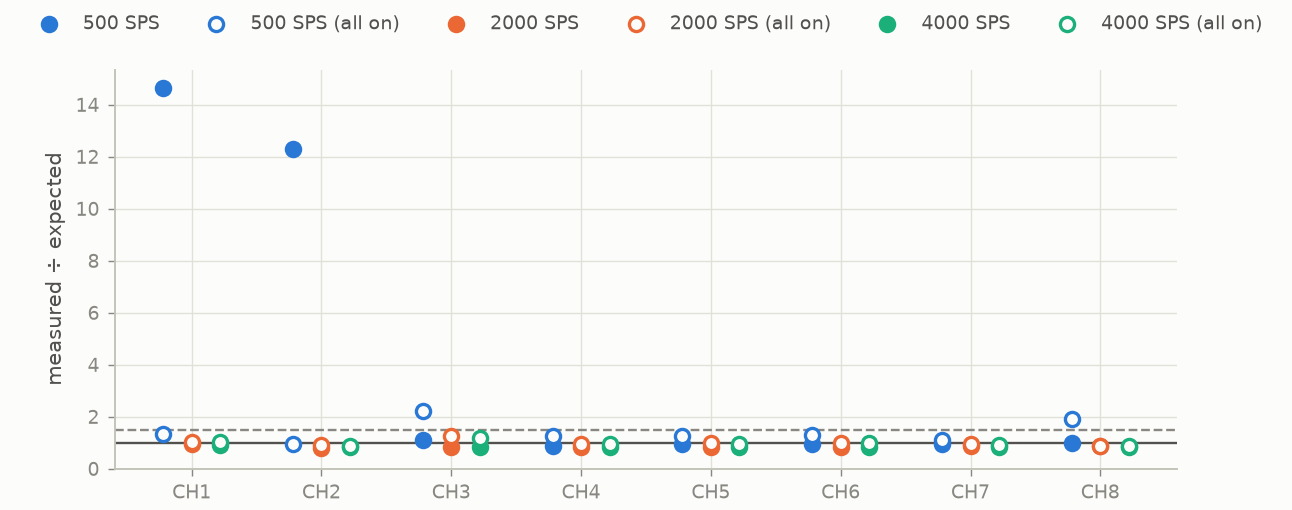 500 SPS 500 SPS (all on) 2000 SPS 2000 SPS (all on) 4000 SPS 4000 SPS (all on)
measured ÷ expected
14
12
10
8
6
4
2
0
CH1 CH2 CH3 CH4 CH5 CH6 CH7 CH8